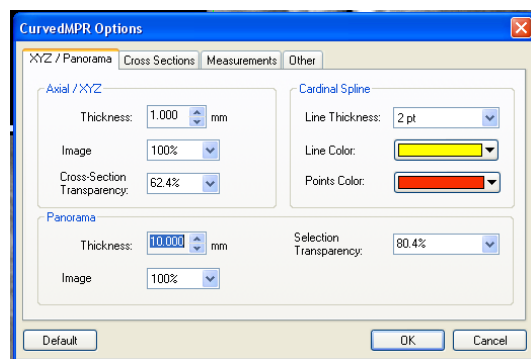 CurvedMPR Options
XYZ / Panorama Cross Sections Measurements Other
Axial / XYZ
Thickness: 1.000 mm
Image 100%
Cross-Section
Transparency: 62.4%
Cardinal Spline
Line Thickness: 2 pt
Line Color:
Points Color:
Panorama
Thickness: 10.000 mm
Image 100%
Selection
Transparency: 80.4%
Default OK Cancel